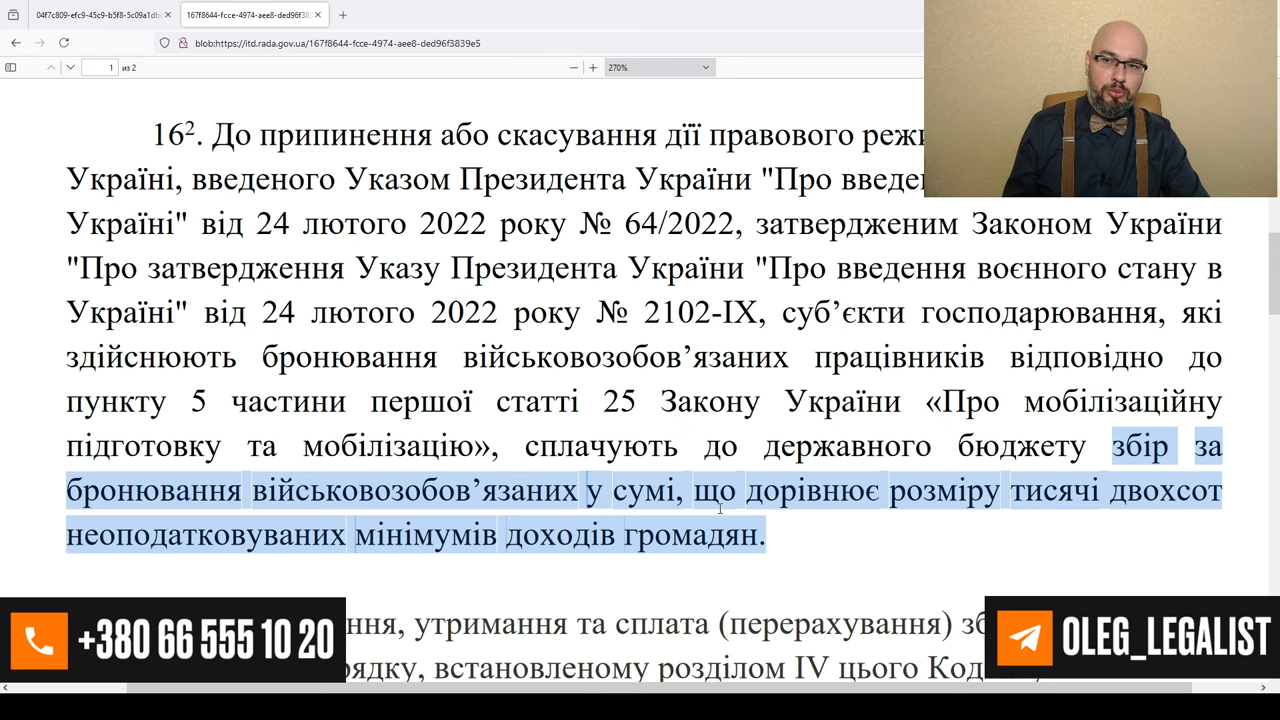 04f7c809-efc9-45c9-b5f8-5c09a1db
167f8644-fcce-4974-aee8-ded96f383
blob:https://itd.rada.gov.ua/167f8644-fcce-4974-aee8-ded96f3839e5
1 из 2
270%
16². До припинення або скасування дії правового режи
Україні, введеного Указом Президента України "Про введен
Україні" від 24 лютого 2022 року № 64/2022, затвердженим Законом України
"Про затвердження Указу Президента України "Про введення воєнного стану в
Україні" від 24 лютого 2022 року № 2102-IX, суб’єкти господарювання, які
здійснюють бронювання військовозобов’язаних працівників відповідно до
пункту 5 частини першої статті 25 Закону України «Про мобілізаційну
підготовку та мобілізацію», сплачують до державного бюджету збір за
бронювання військовозобов’язаних у сумі, що дорівнює розміру тисячі двохсот
неоподатковуваних мінімумів доходів громадян.
ння, утримання та сплата (перерахування) зб
рядку, встановленому розділом IV цього Код
+380 66 555 10 20
OLEG_LEGALIST